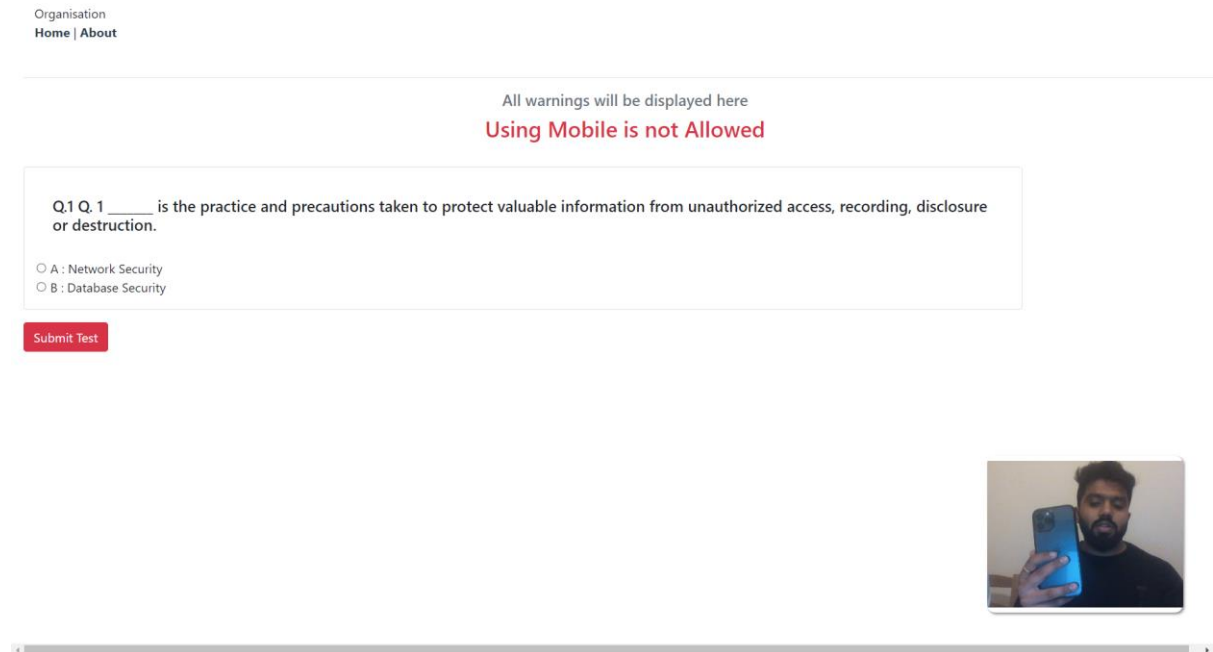 Organisation
Home | About
All warnings will be displayed here
Using Mobile is not Allowed
Q.1 Q. 1 ______ is the practice and precautions taken to protect valuable information from unauthorized access, recording, disclosure
or destruction.
A : Network Security
B : Database Security
Submit Test